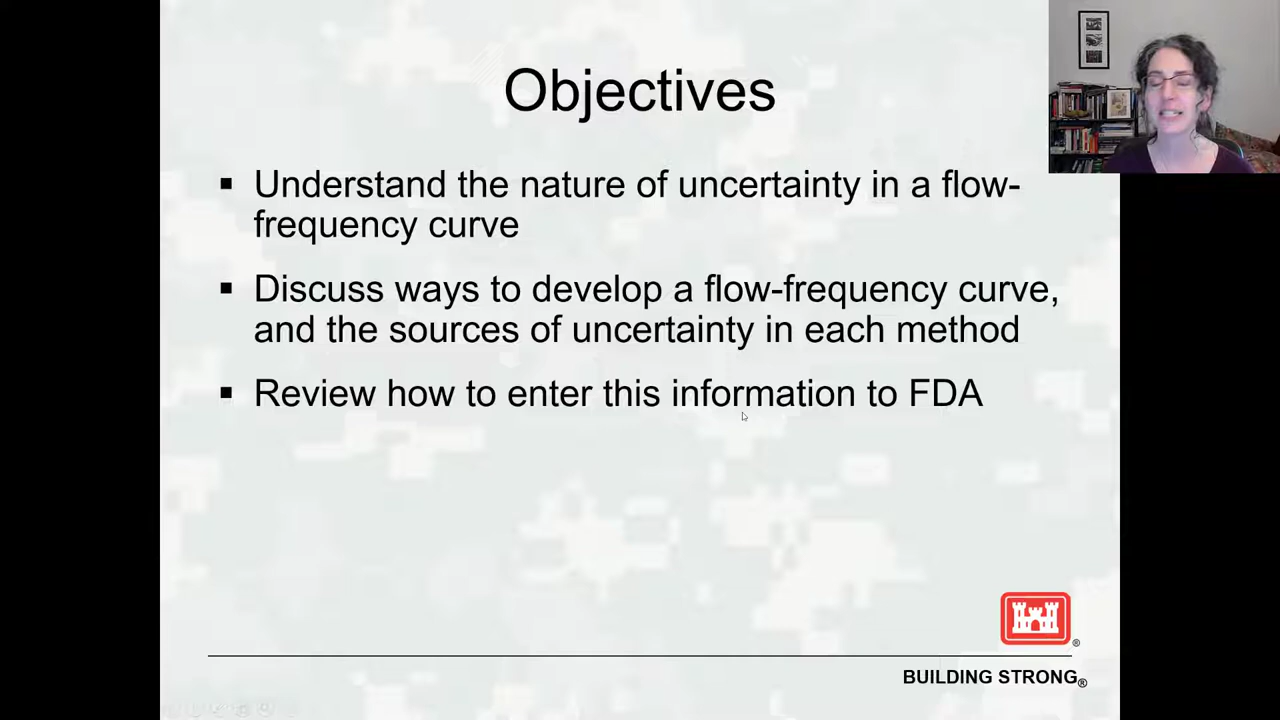 Objectives
▪ Understand the nature of uncertainty in a flow-
frequency curve
▪ Discuss ways to develop a flow-frequency curve,
and the sources of uncertainty in each method
▪ Review how to enter this information to FDA
®
BUILDING STRONG®